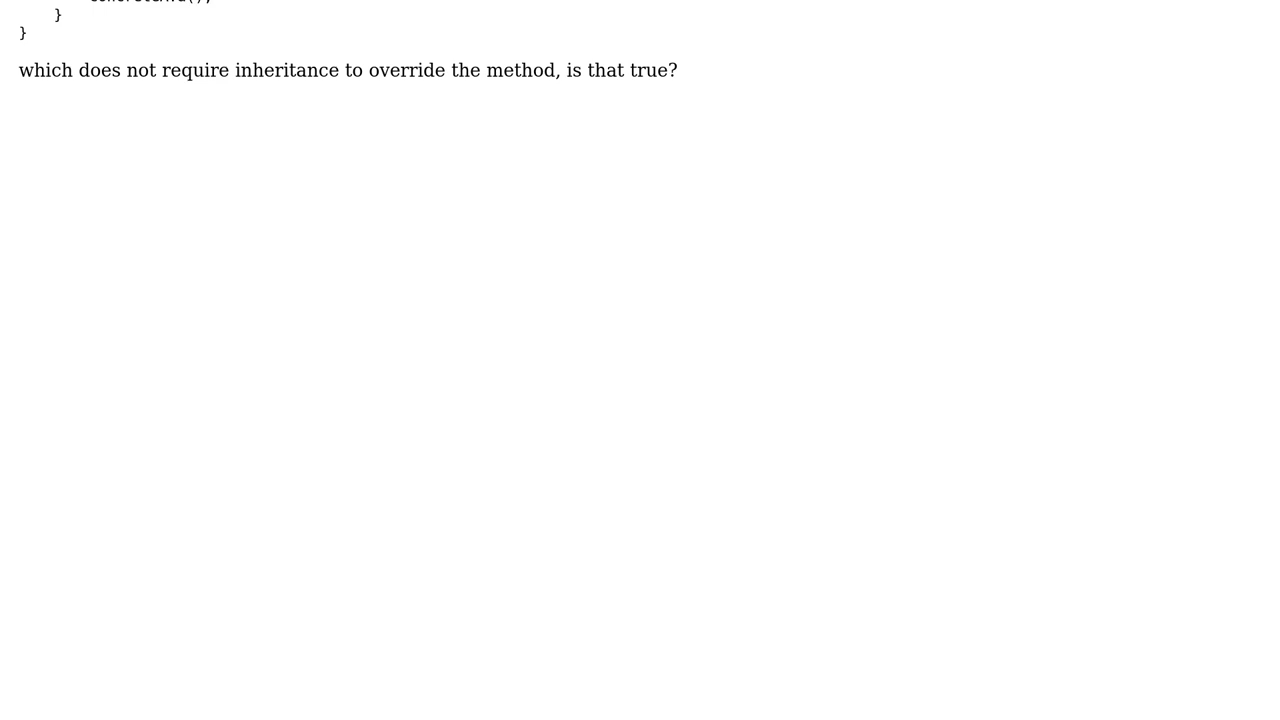 }
}
which does not require inheritance to override the method, is that true?